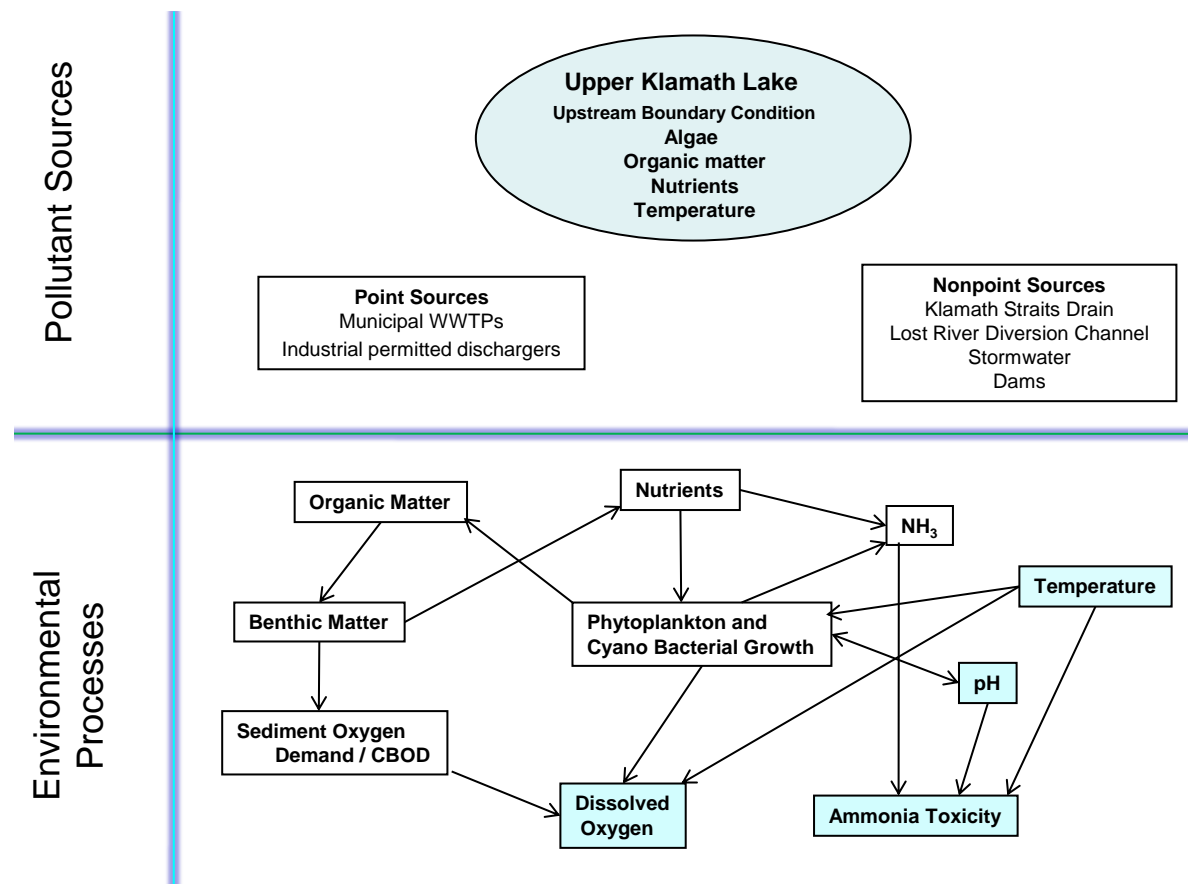 Pollutant Sources
Upper Klamath Lake
Upstream Boundary Condition
Algae
Organic matter
Nutrients
Temperature
Point Sources
Municipal WWTPs
Industrial permitted dischargers
Nonpoint Sources
Klamath Straits Drain
Lost River Diversion Channel
Stormwater
Dams
Environmental
Processes
Organic Matter
Nutrients
NH₃
Temperature
Benthic Matter
Phytoplankton and
Cyano Bacterial Growth
pH
Sediment Oxygen
Demand / CBOD
Dissolved
Oxygen
Ammonia Toxicity